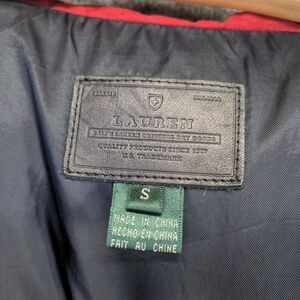 LAUREN
RALPH LAUREN ORIGINAL DRY GOODS
QUALITY PRODUCTS SINCE 1967
U.S. TRADEMARK
S
MADE IN CHINA
HECHO EN CHINA
FAIT AU CHINE